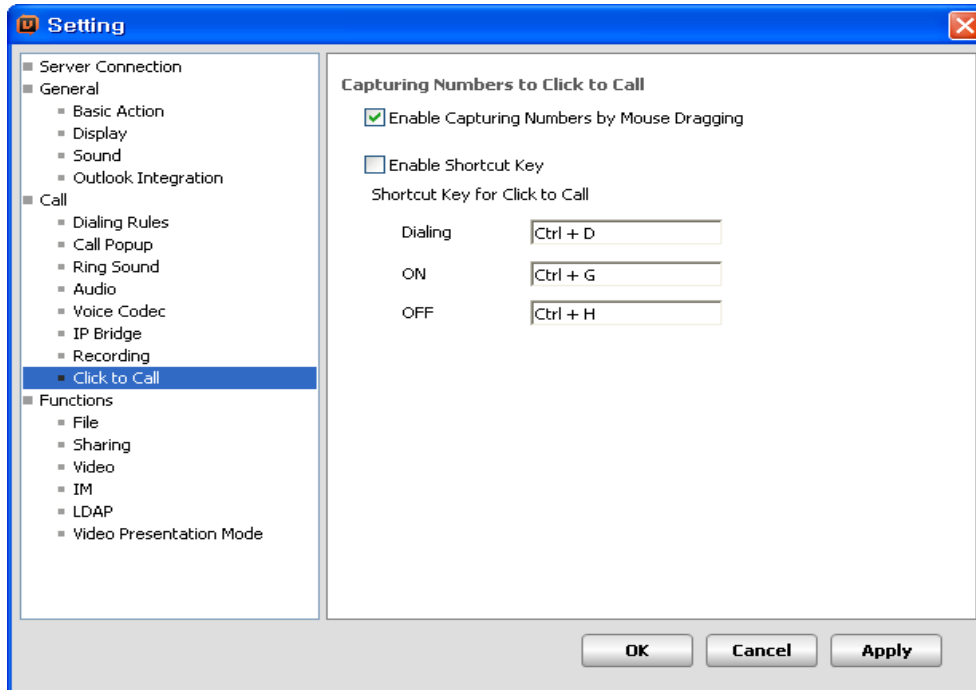 Setting
Server Connection
General
Basic Action
Display
Sound
Outlook Integration
Call
Dialing Rules
Call Popup
Ring Sound
Audio
Voice Codec
IP Bridge
Recording
Click to Call
Functions
File
Sharing
Video
IM
LDAP
Video Presentation Mode
Capturing Numbers to Click to Call
Enable Capturing Numbers by Mouse Dragging
Enable Shortcut Key
Shortcut Key for Click to Call
Dialing Ctrl + D
ON Ctrl + G
OFF Ctrl + H
OK Cancel Apply